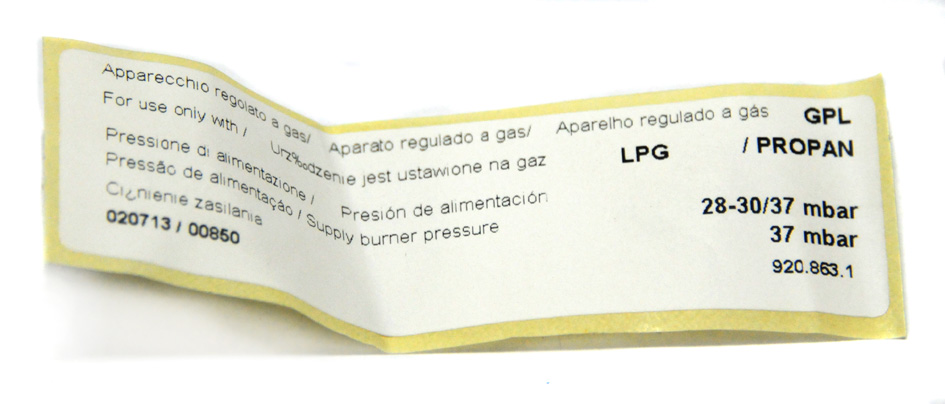 Apparecchio regolato a gas/ Aparato regulado a gas/ Aparelho regulado a gás GPL
For use only with / Urz‰dzenie jest ustawione na gaz LPG / PROPAN
Pressione di alimentazione / Presión de alimentación
Pressão de alimentação / Supply burner pressure 28-30/37 mbar
Ci¿nienie zasilania 37 mbar
020713 / 00850 920.863.1